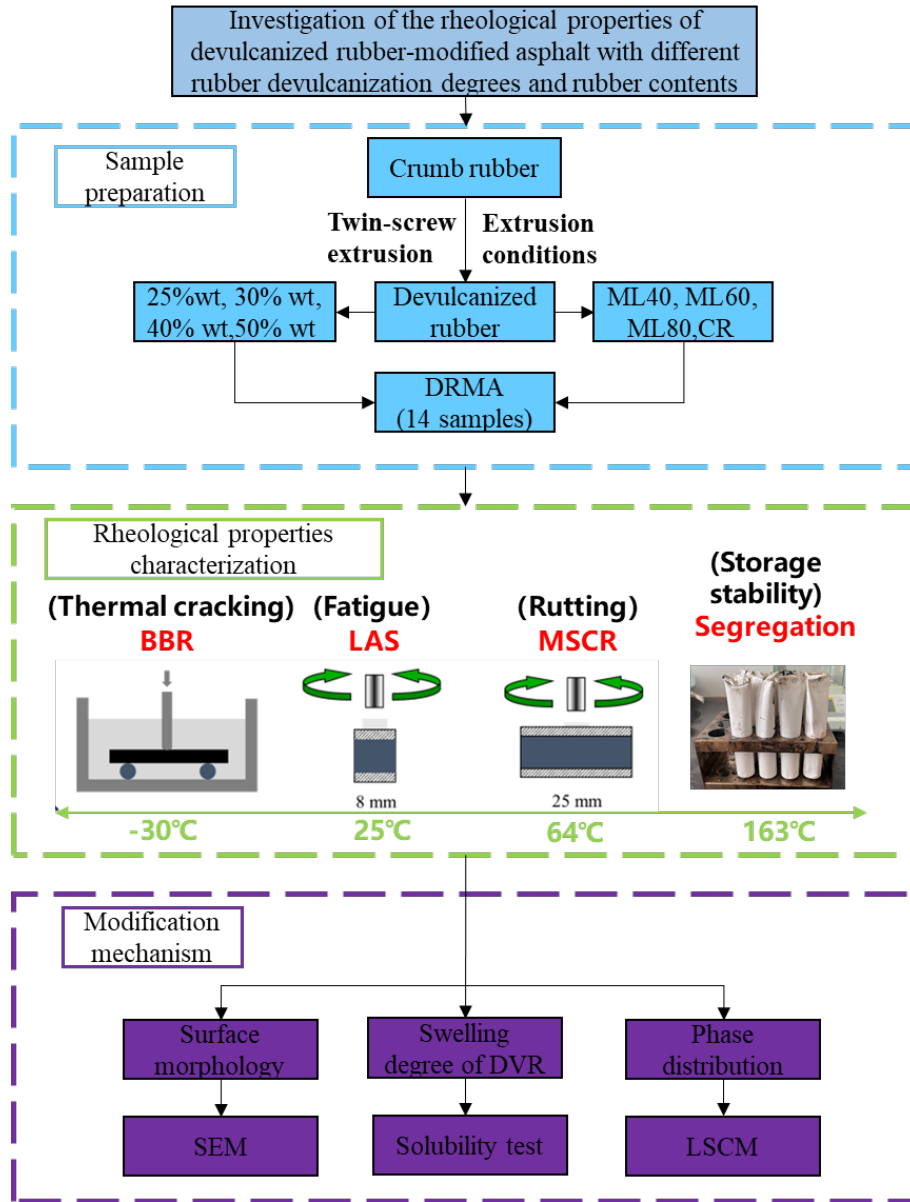 Investigation of the rheological properties of
devulcanized rubber-modified asphalt with different
rubber devulcanization degrees and rubber contents
Sample
preparation
Crumb rubber
Twin-screw
extrusion
Extrusion
conditions
25%wt, 30% wt,
40% wt,50% wt
Devulcanized
rubber
ML40, ML60,
ML80,CR
DRMA
(14 samples)
Rheological properties
characterization
(Thermal cracking)
BBR
(Fatigue)
LAS
(Rutting)
MSCR
(Storage
stability)
Segregation
8 mm
25 mm
-30℃
25℃
64℃
163℃
Modification
mechanism
Surface
morphology
Swelling
degree of DVR
Phase
distribution
SEM
Solubility test
LSCM